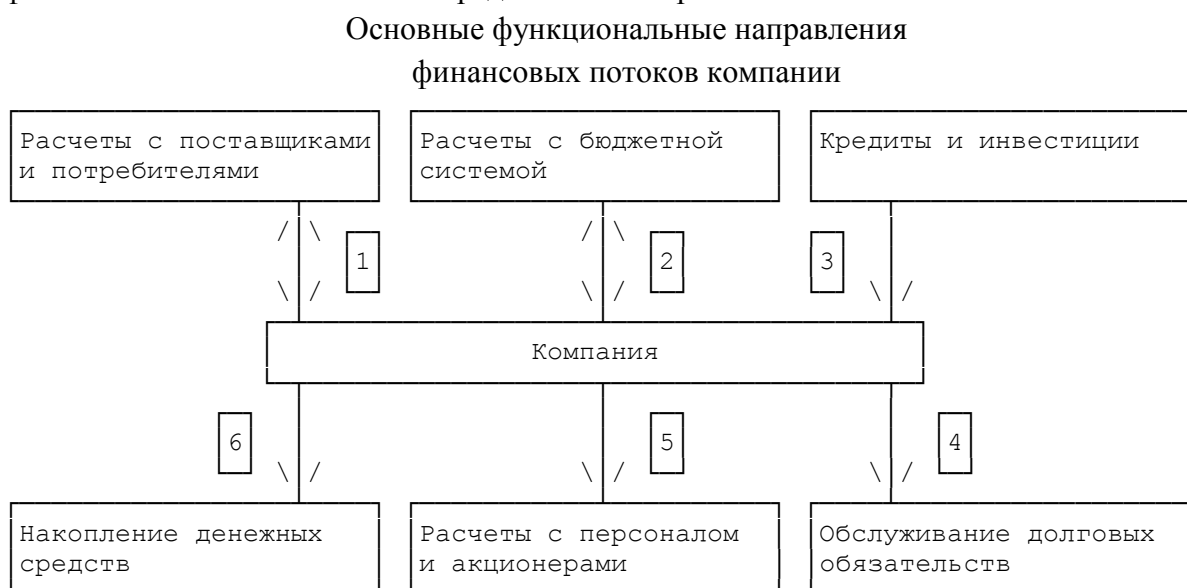 Основные функциональные направления
финансовых потоков компании
Расчеты с поставщиками
и потребителями
Расчеты с бюджетной
системой
Кредиты и инвестиции
1
2
3
Компания
6
5
4
Накопление денежных
средств
Расчеты с персоналом
и акционерами
Обслуживание долговых
обязательств